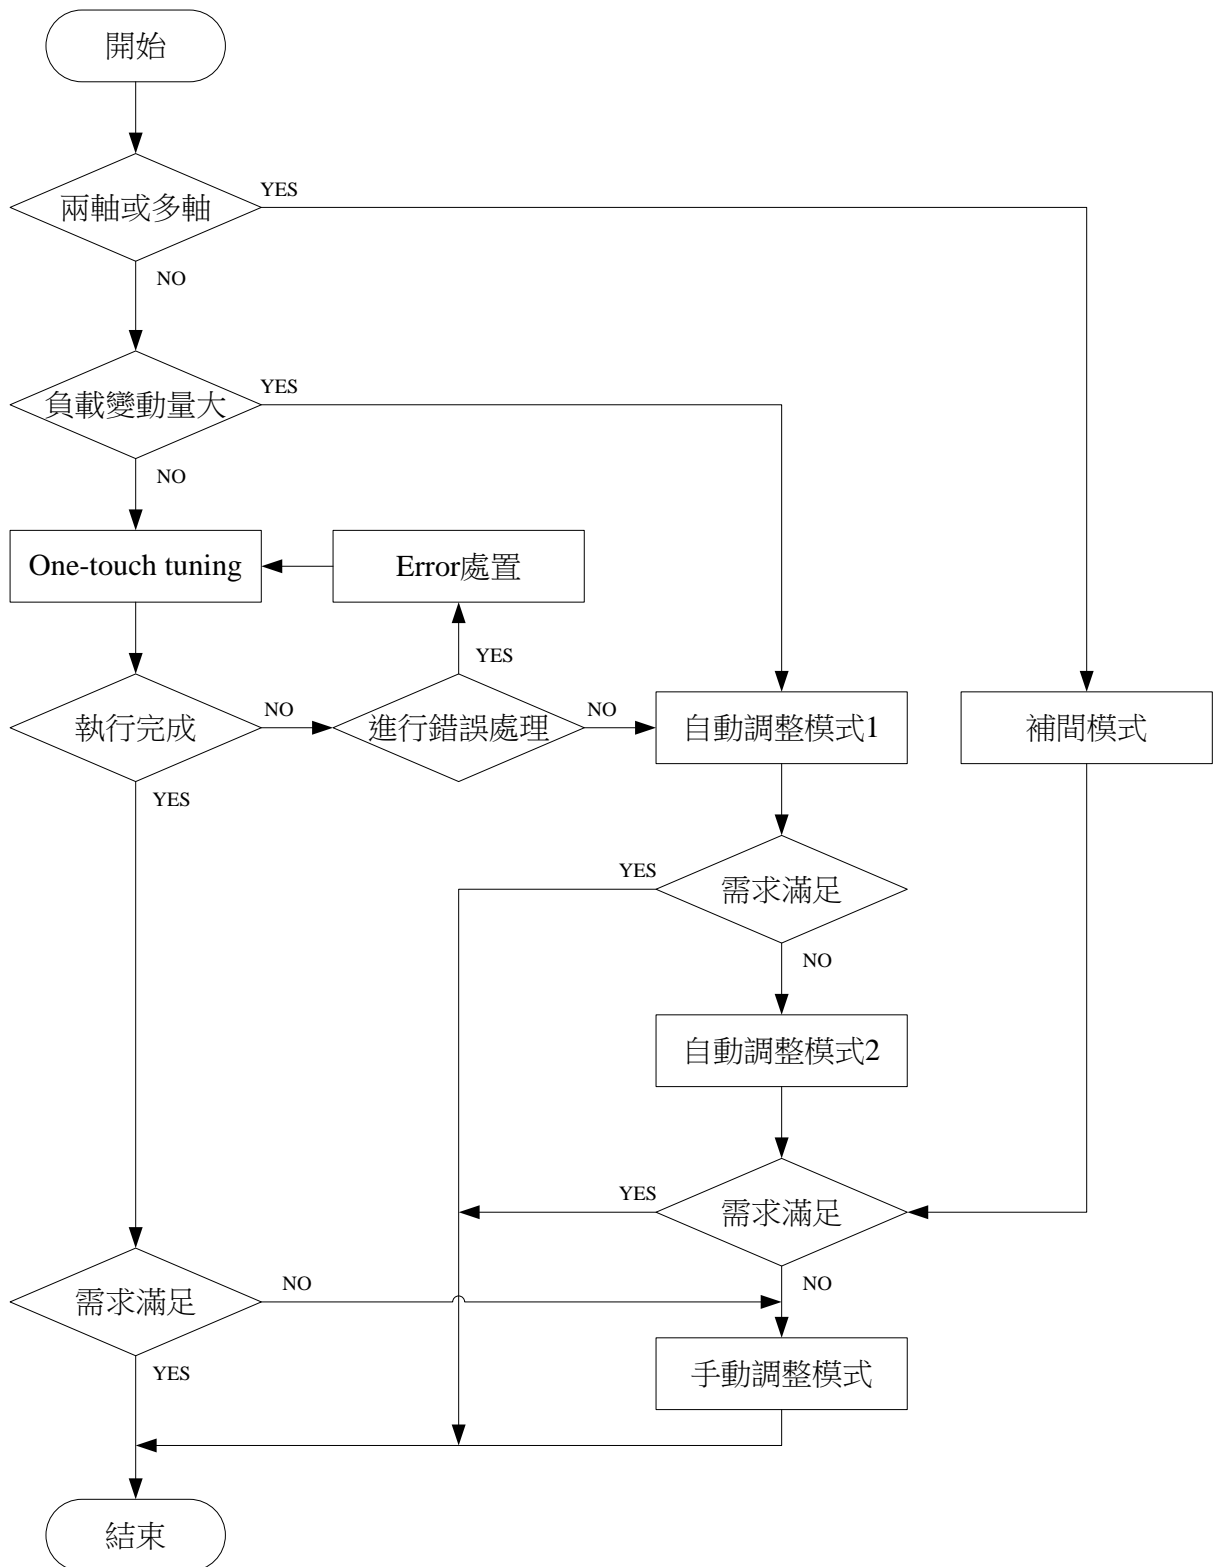 開始
兩軸或多軸
YES
NO
負載變動量大
YES
NO
One-touch tuning
Error處置
YES
執行完成
NO
進行錯誤處理
NO
自動調整模式1
補間模式
YES
YES
需求滿足
NO
自動調整模式2
YES
需求滿足
NO
需求滿足
NO
YES
手動調整模式
結束